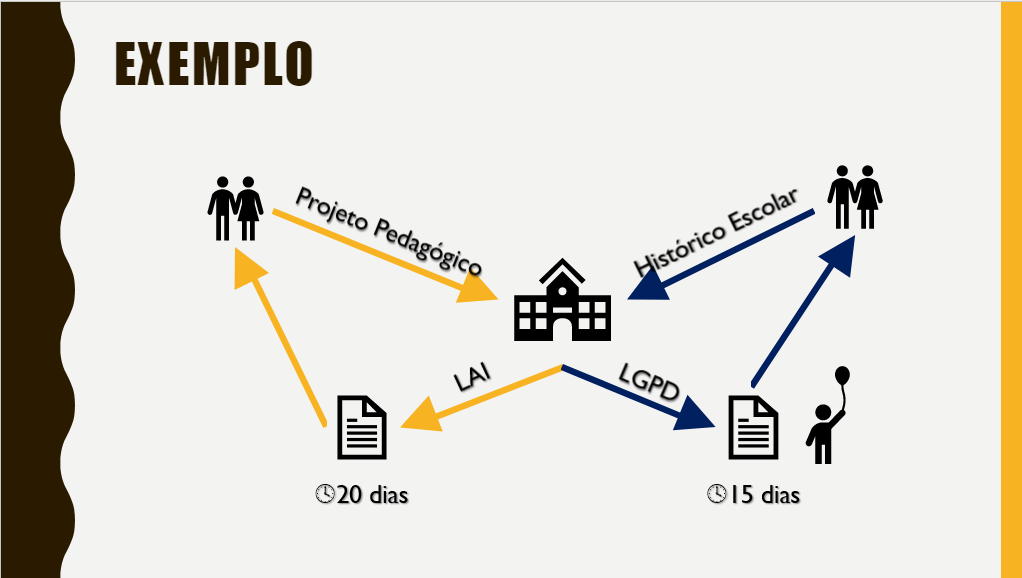 EXEMPLO
Projeto Pedagógico
Histórico Escolar
LAI
LGPD
20 dias
15 dias